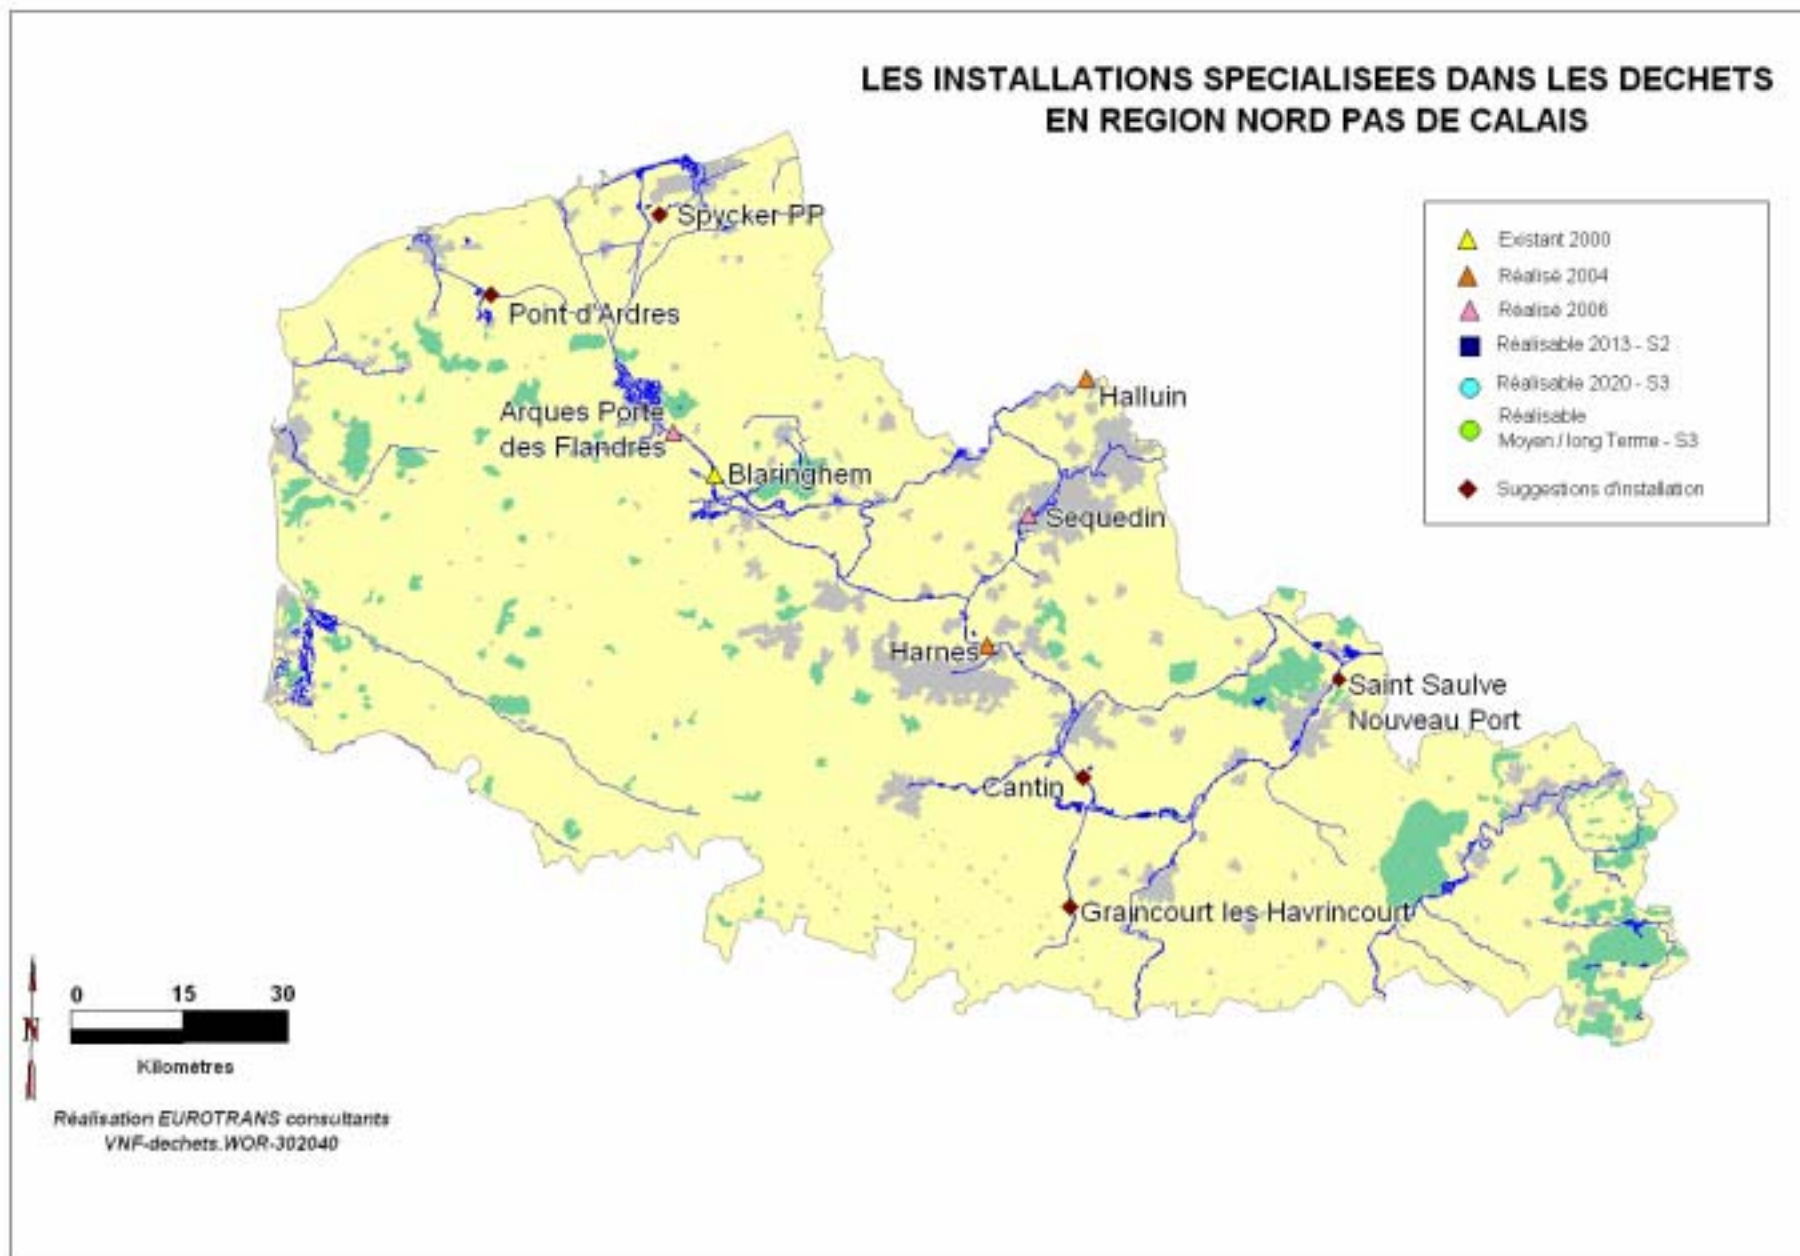 LES INSTALLATIONS SPECIALISEES DANS LES DECHETS
EN REGION NORD PAS DE CALAIS
Existant 2000
Réalisé 2004
Réalisé 2006
Réalisable 2013 - S2
Réalisable 2020 - S3
Réalisable
Moyen / long Terme - S3
Suggestions d'installation
Spycker PP
Pont d'Ardres
Halluin
Arques Porte
des Flandres
Blaringhem
Sequedin
Harnes
Saint Saulve
Nouveau Port
Cantin
Graincourt les Havrincourt
0 15 30
N
Kilomètres
Réalisation EUROTRANS consultants
VNF-dechets.WOR-302040